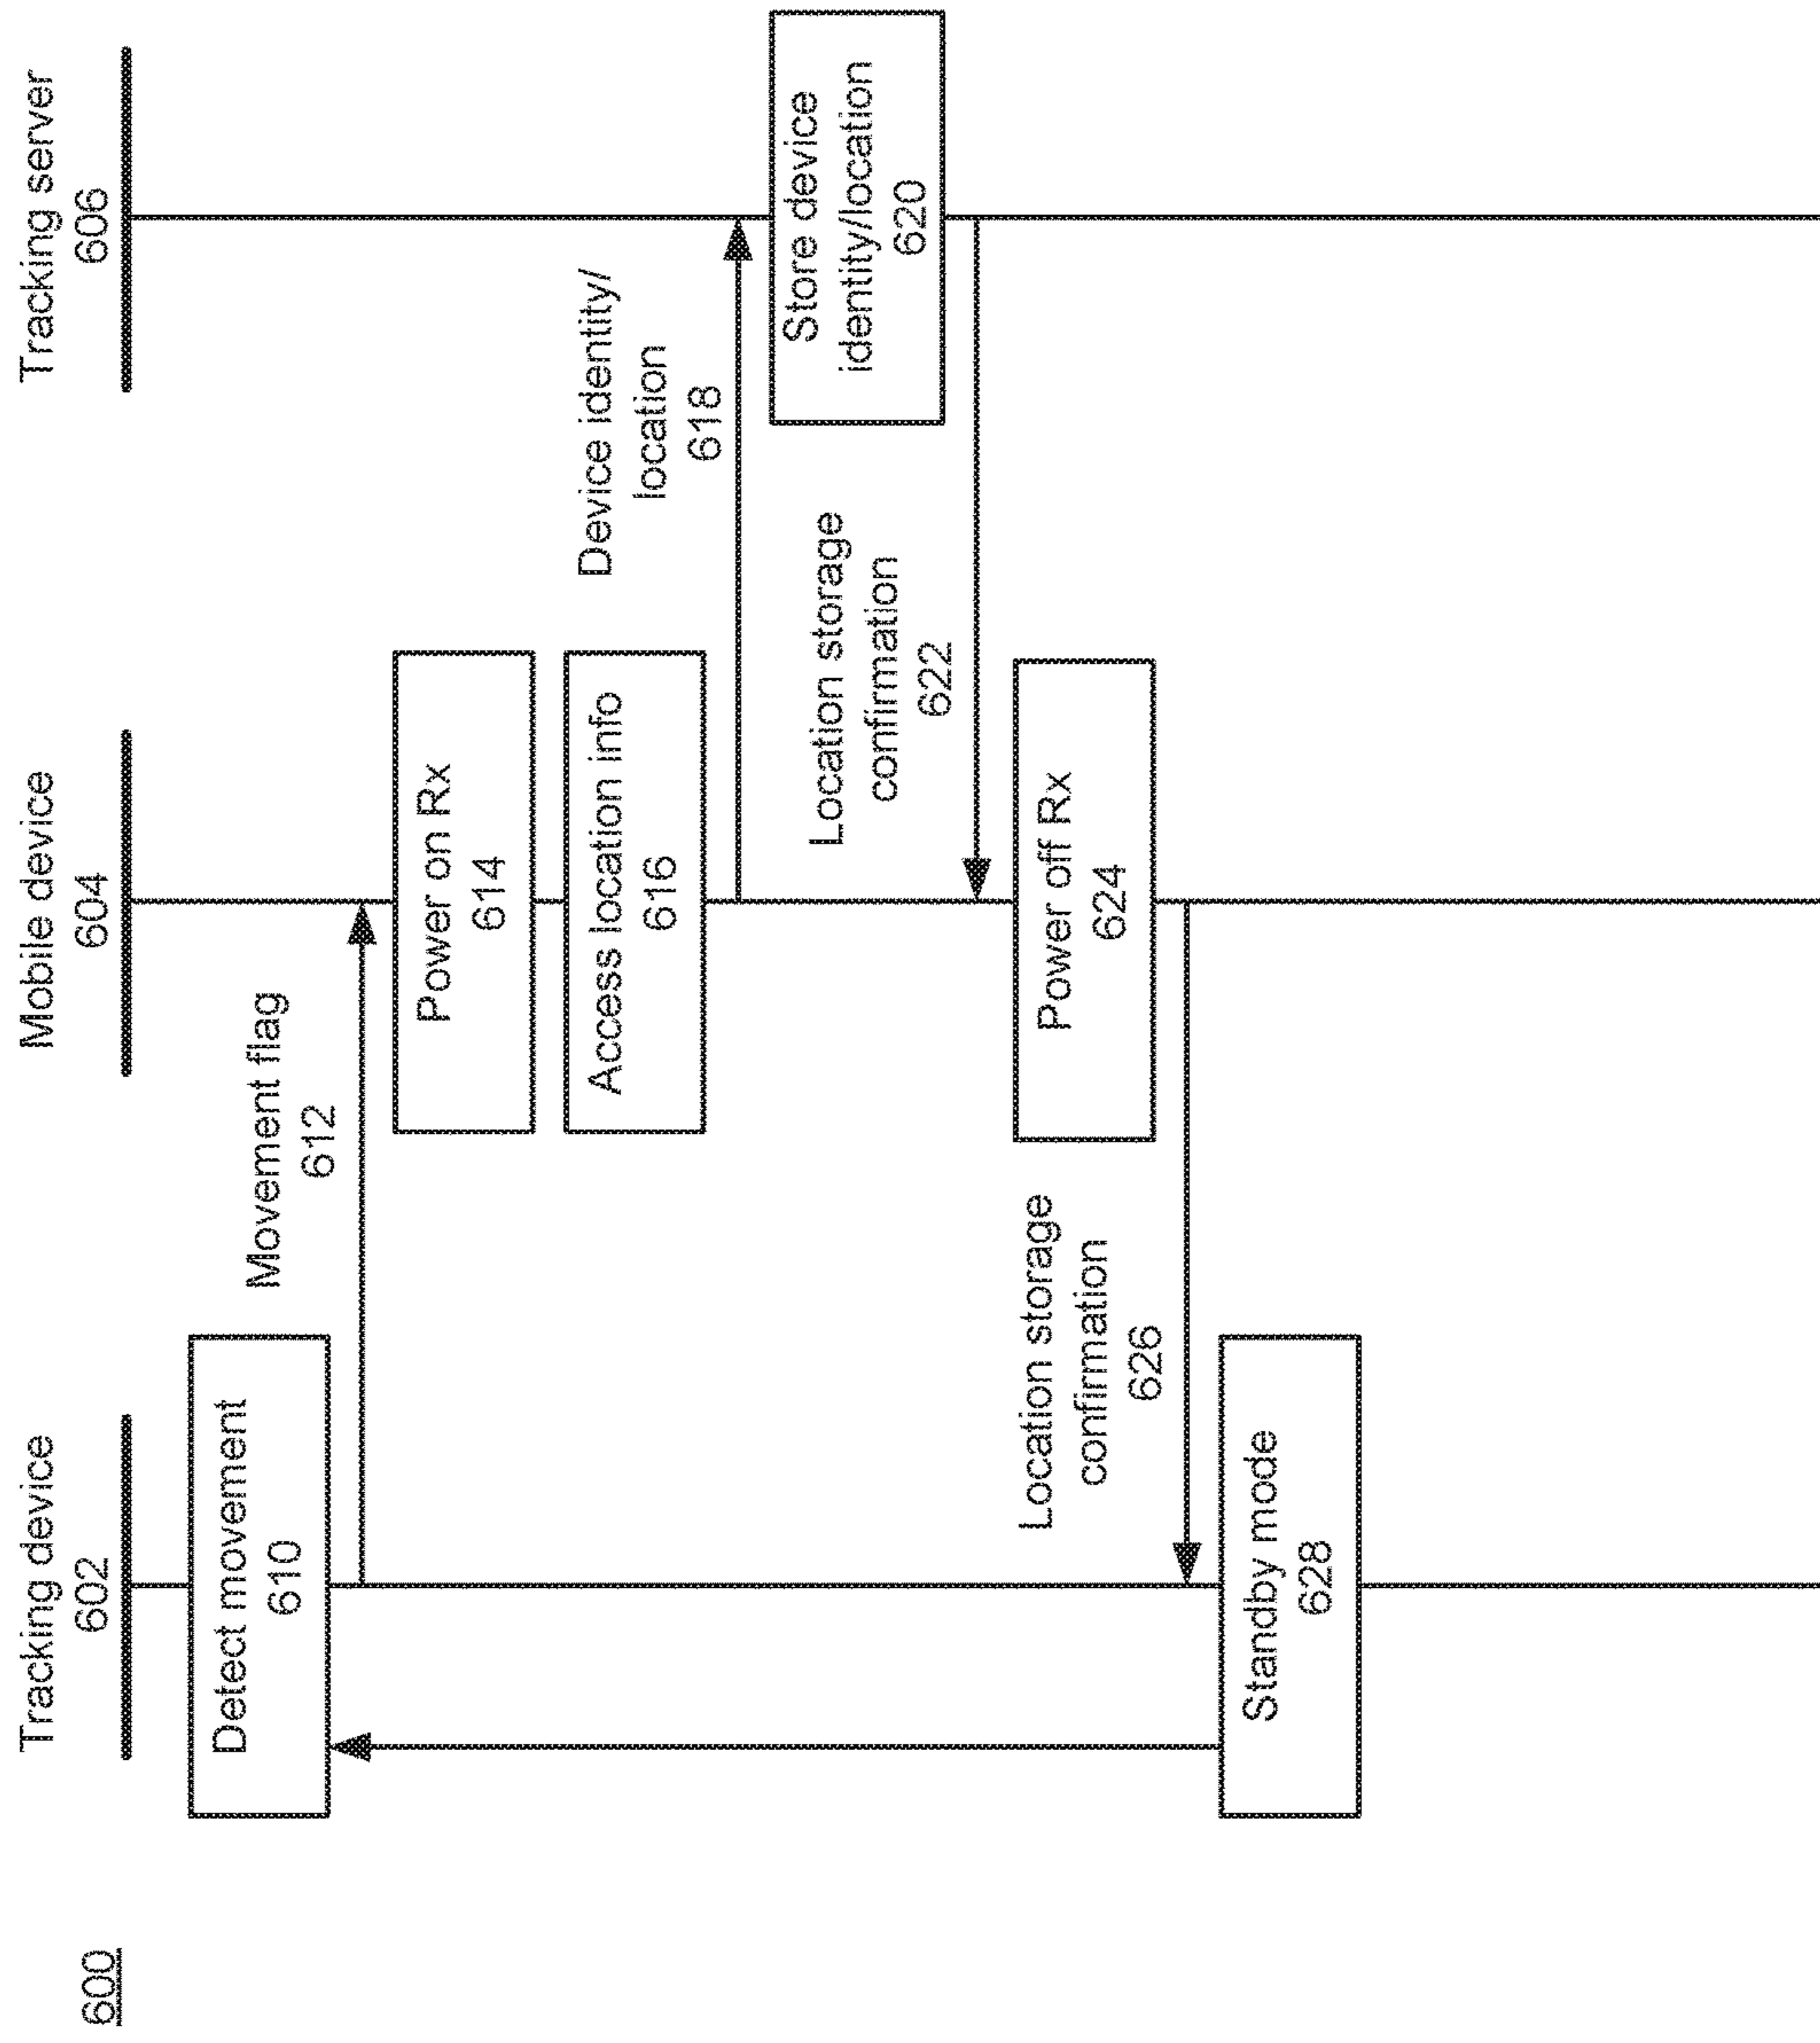 600
Tracking device
602
Mobile device
604
Tracking server
606
Detect movement
610
Movement flag
612
Power on Rx
614
Access location info
616
Device identity/
location
618
Store device
identity/location
620
Location storage
confirmation
622
Power off Rx
624
Location storage
confirmation
626
Standby mode
628